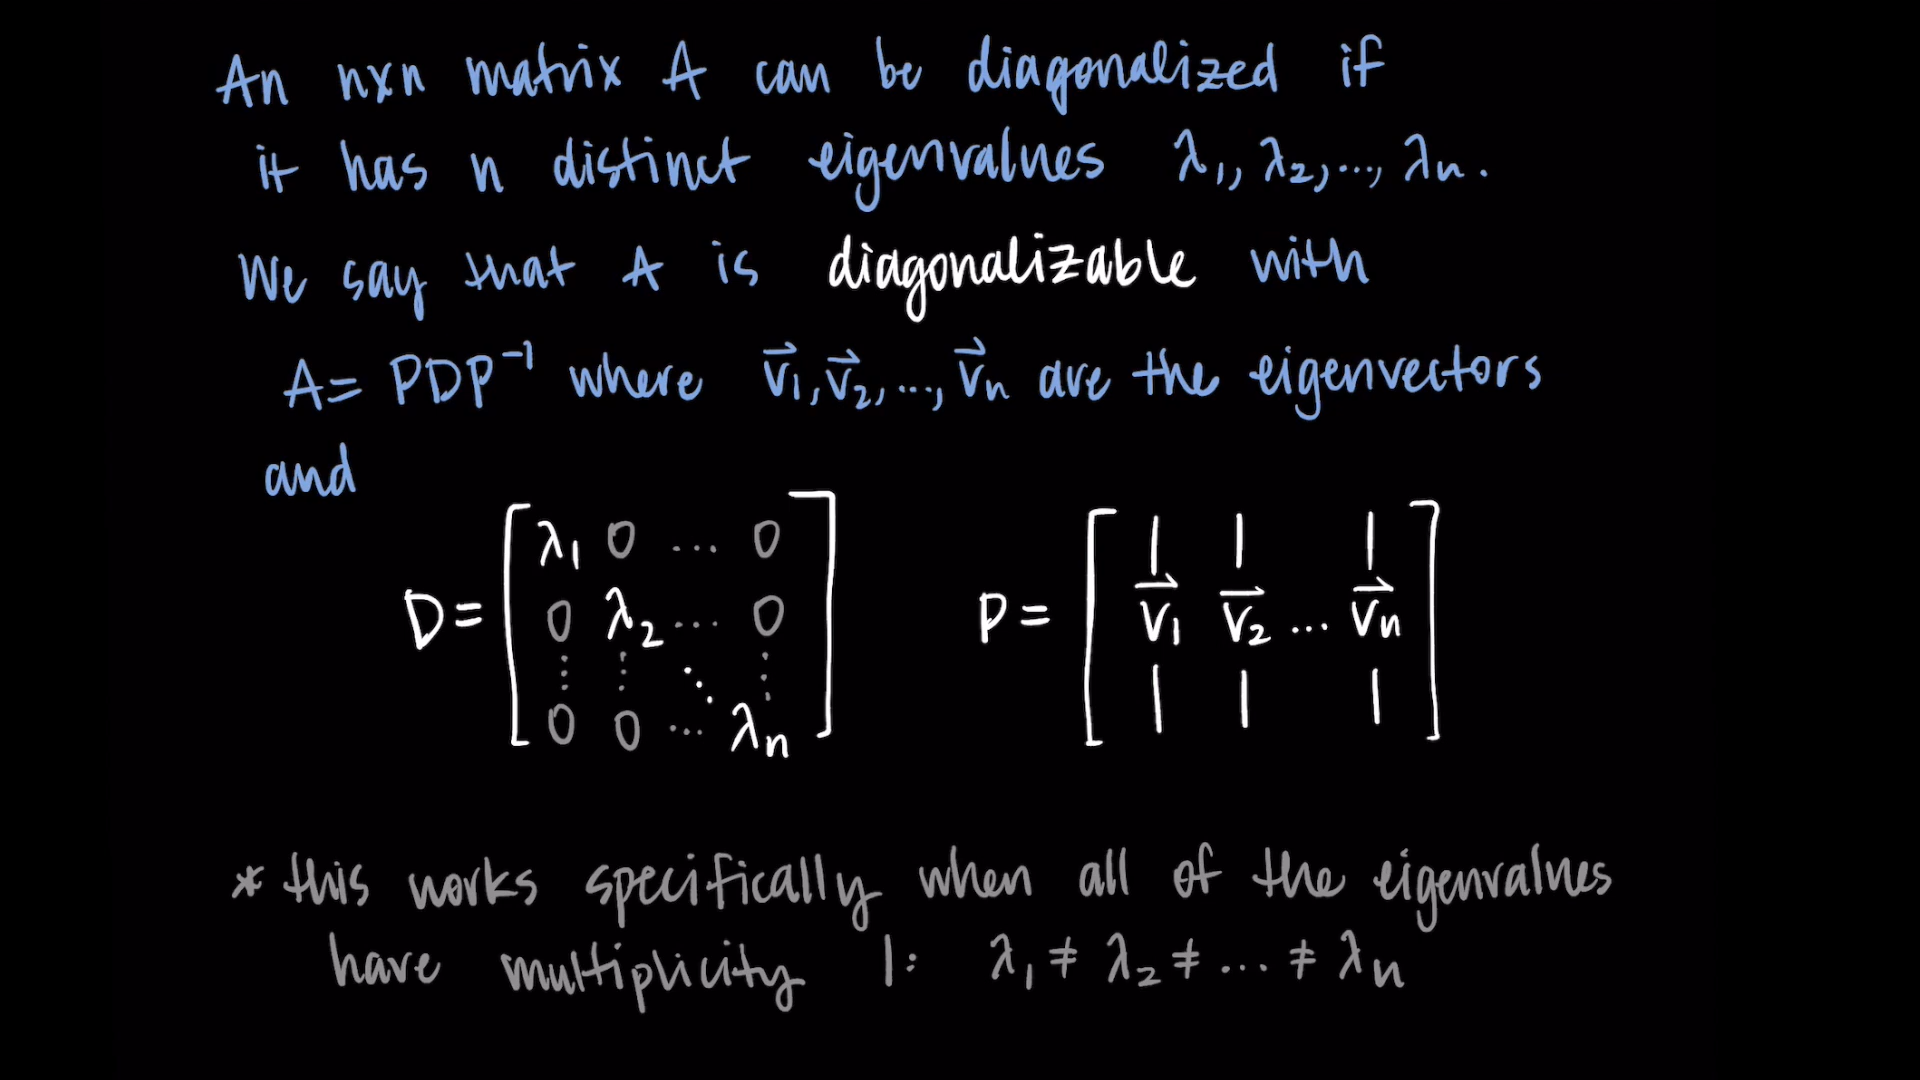 An nxn matrix A can be diagonalized if
it has n distinct eigenvalues λ₁, λ₂, ..., λn.
We say that A is diagonalizable with
A = PDP⁻¹ where v⃗₁, v⃗₂, ..., v⃗n are the eigenvectors
and
D = [ λ₁ 0 ... 0
0 λ₂ ... 0
⋮ ⋮ ⋱ ⋮
0 0 ... λn ]
P = [ | | |
v⃗₁ v⃗₂ ... v⃗n
| | | ]
* this works specifically when all of the eigenvalues
have multiplicity 1: λ₁ ≠ λ₂ ≠ ... ≠ λn